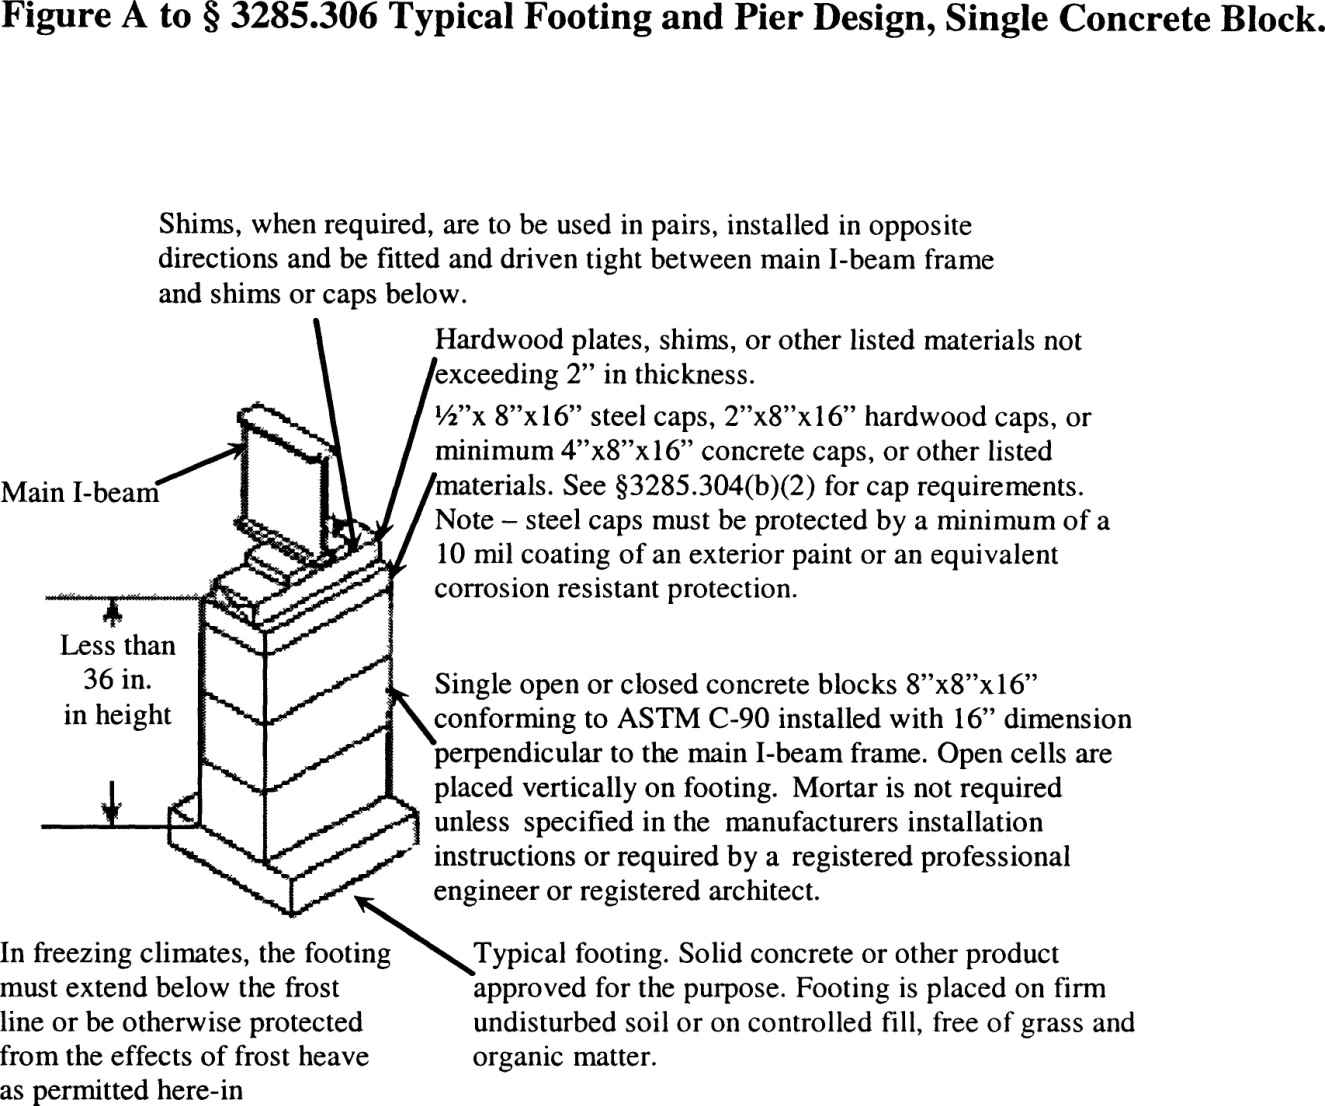 Figure A to § 3285.306 Typical Footing and Pier Design, Single Concrete Block.
Shims, when required, are to be used in pairs, installed in opposite
directions and be fitted and driven tight between main I-beam frame
and shims or caps below.
Hardwood plates, shims, or other listed materials not
exceeding 2” in thickness.
½”x 8”x16” steel caps, 2”x8”x16” hardwood caps, or
minimum 4”x8”x16” concrete caps, or other listed
materials. See §3285.304(b)(2) for cap requirements.
Note – steel caps must be protected by a minimum of a
10 mil coating of an exterior paint or an equivalent
corrosion resistant protection.
Main I-beam
Less than
36 in.
in height
Single open or closed concrete blocks 8”x8”x16”
conforming to ASTM C-90 installed with 16” dimension
perpendicular to the main I-beam frame. Open cells are
placed vertically on footing. Mortar is not required
unless specified in the manufacturers installation
instructions or required by a registered professional
engineer or registered architect.
In freezing climates, the footing
must extend below the frost
line or be otherwise protected
from the effects of frost heave
as permitted here-in
Typical footing. Solid concrete or other product
approved for the purpose. Footing is placed on firm
undisturbed soil or on controlled fill, free of grass and
organic matter.